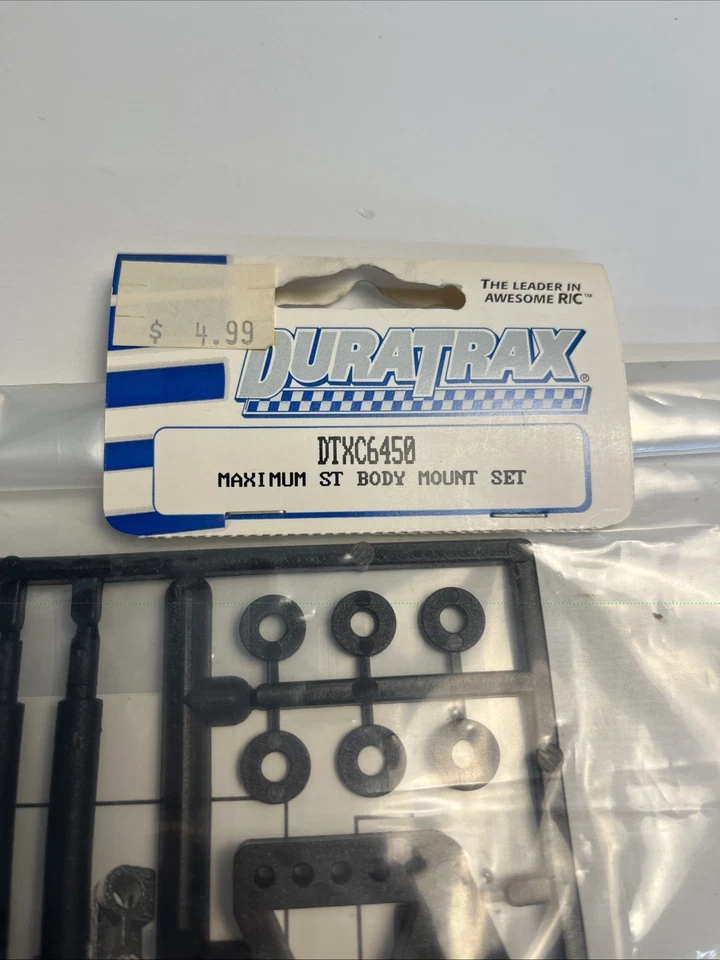 THE LEADER IN
AWESOME R/C™
$ 4.99
DURATRAX®
DTXC6450
MAXIMUM ST BODY MOUNT SET